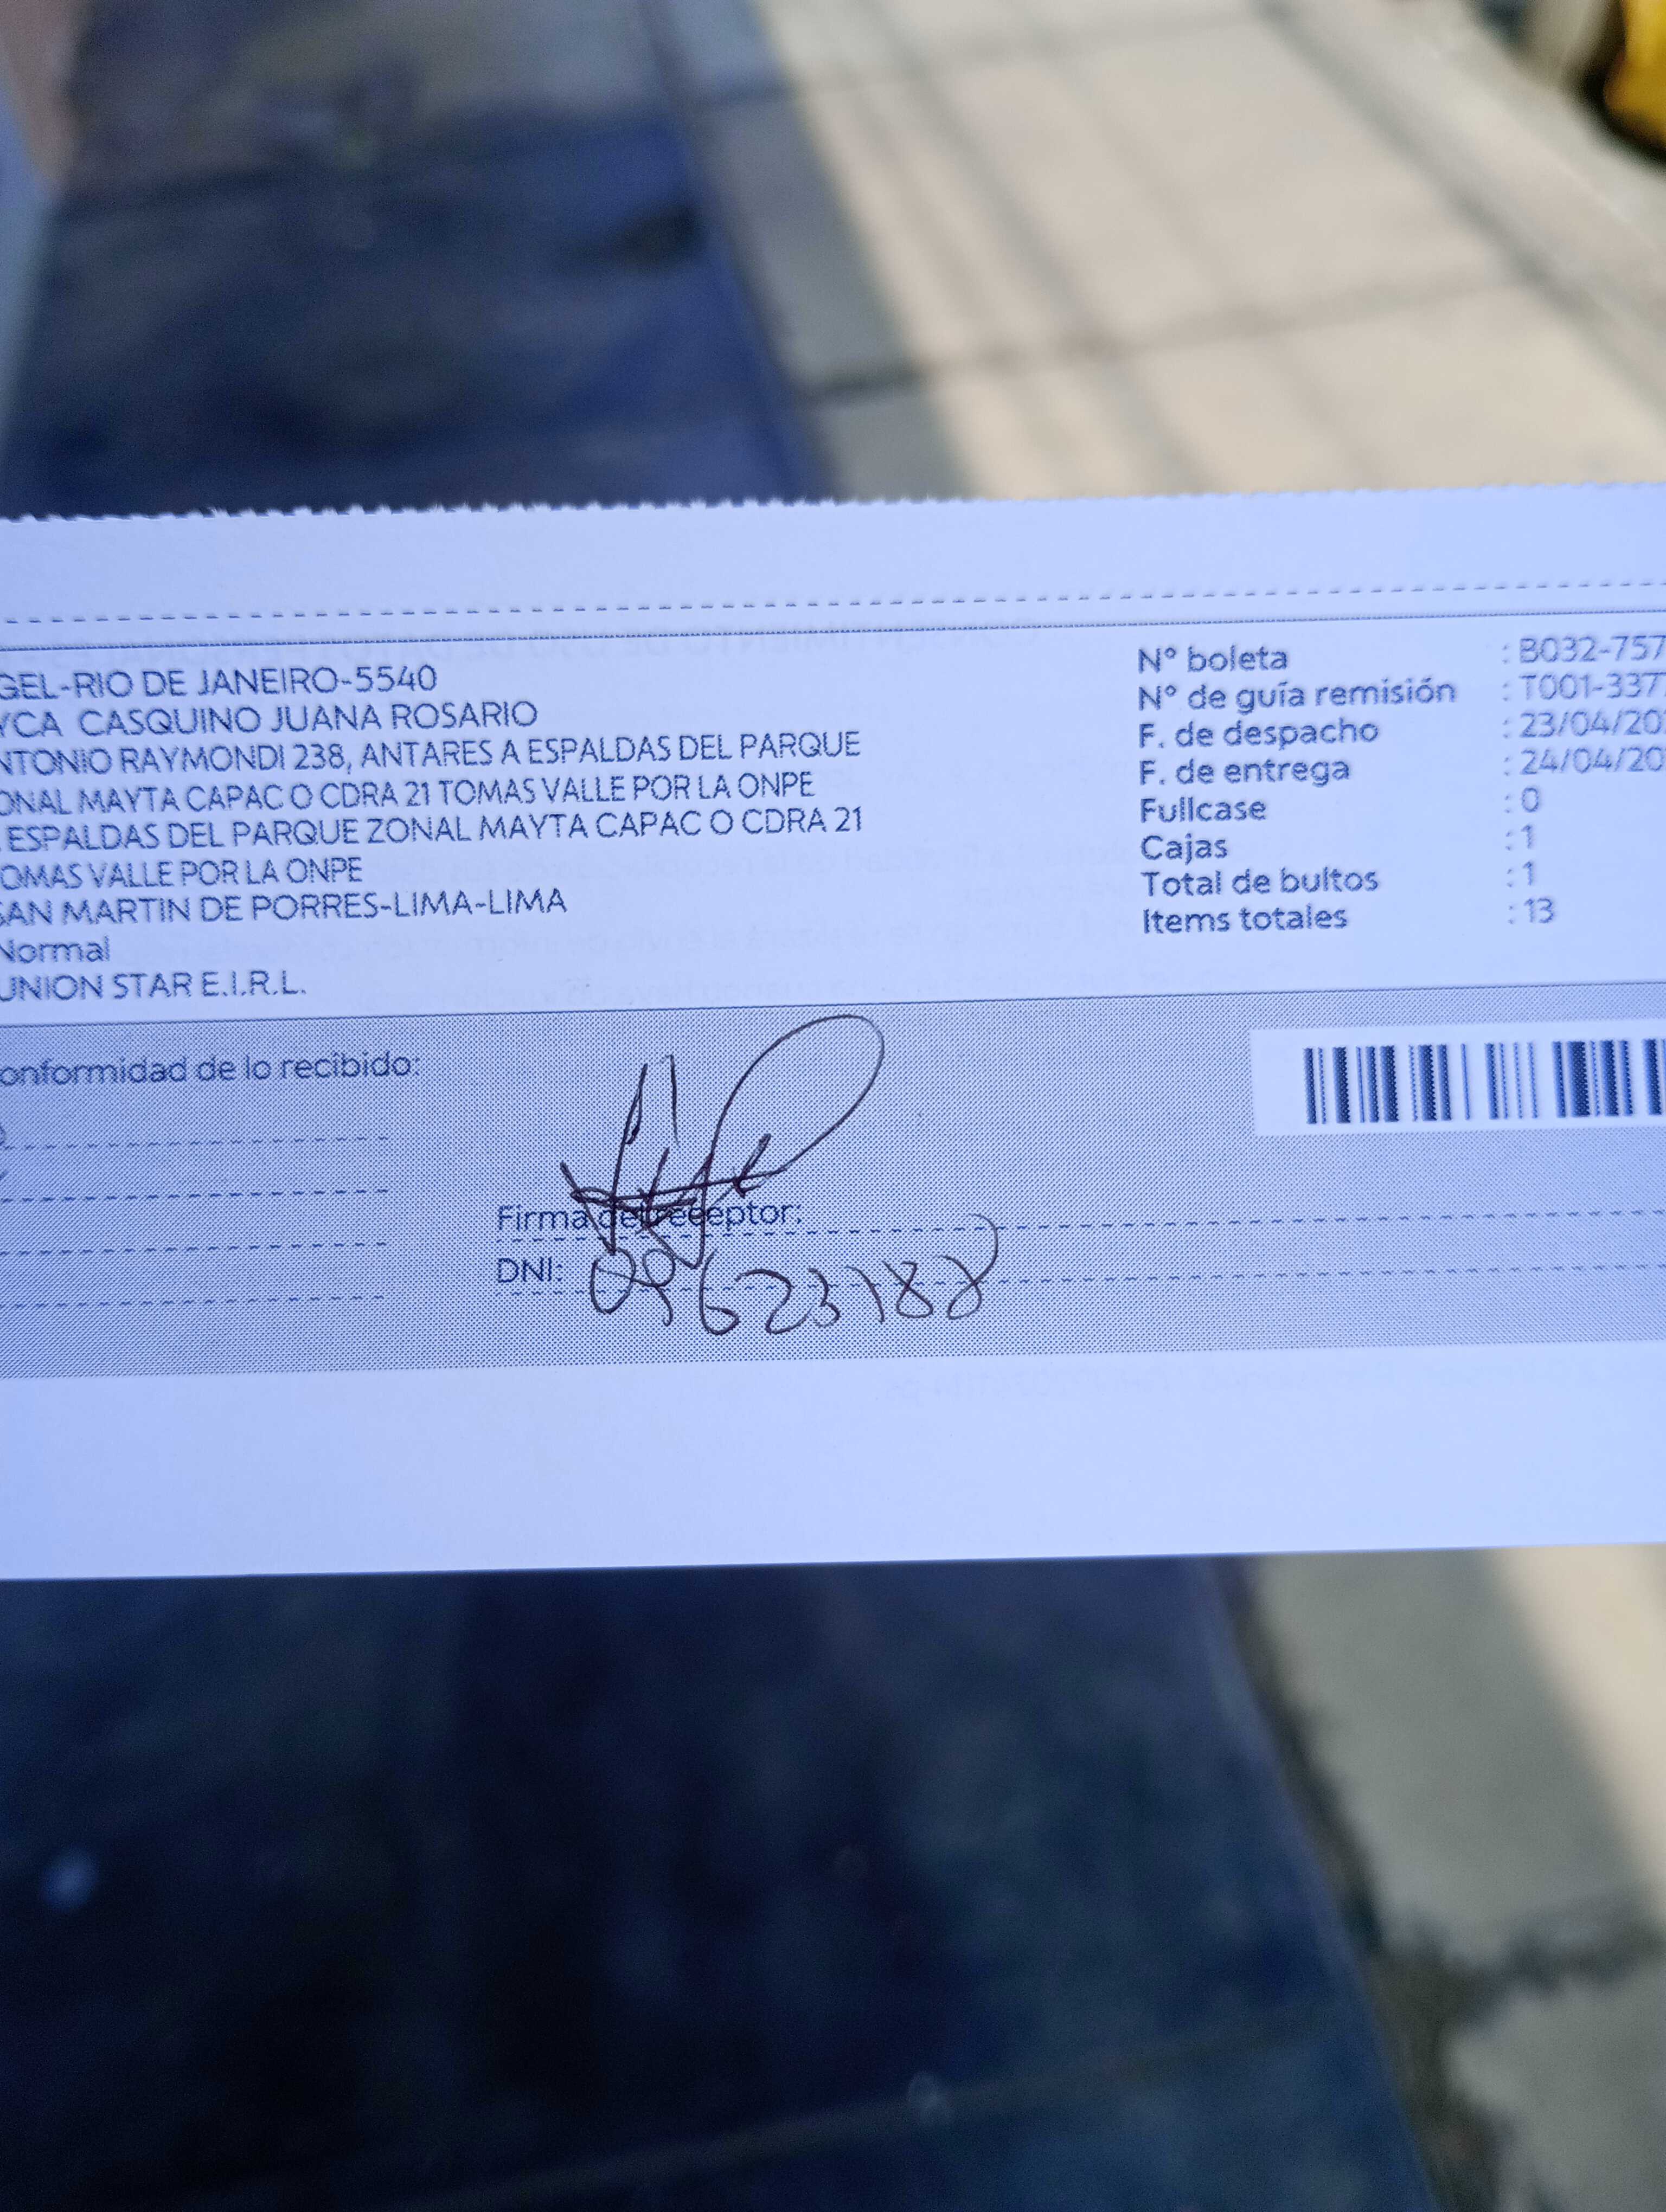 GEL-RIO DE JANEIRO-5540
YCA CASQUINO JUANA ROSARIO
NTONIO RAYMONDI 238, ANTARES A ESPALDAS DEL PARQUE
ONAL MAYTA CAPAC O CDRA 21 TOMAS VALLE POR LA ONPE
ESPALDAS DEL PARQUE ZONAL MAYTA CAPAC O CDRA 21
OMAS VALLE POR LA ONPE
SAN MARTIN DE PORRES-LIMA-LIMA
Normal
UNION STAR E.I.R.L.
N° boleta : B032-757
N° de guía remisión : T001-337
F. de despacho : 23/04/20
F. de entrega : 24/04/20
Fullcase : 0
Cajas : 1
Total de bultos : 1
Items totales : 13
onformidad de lo recibido:
Firma del receptor:
DNI: 09623188